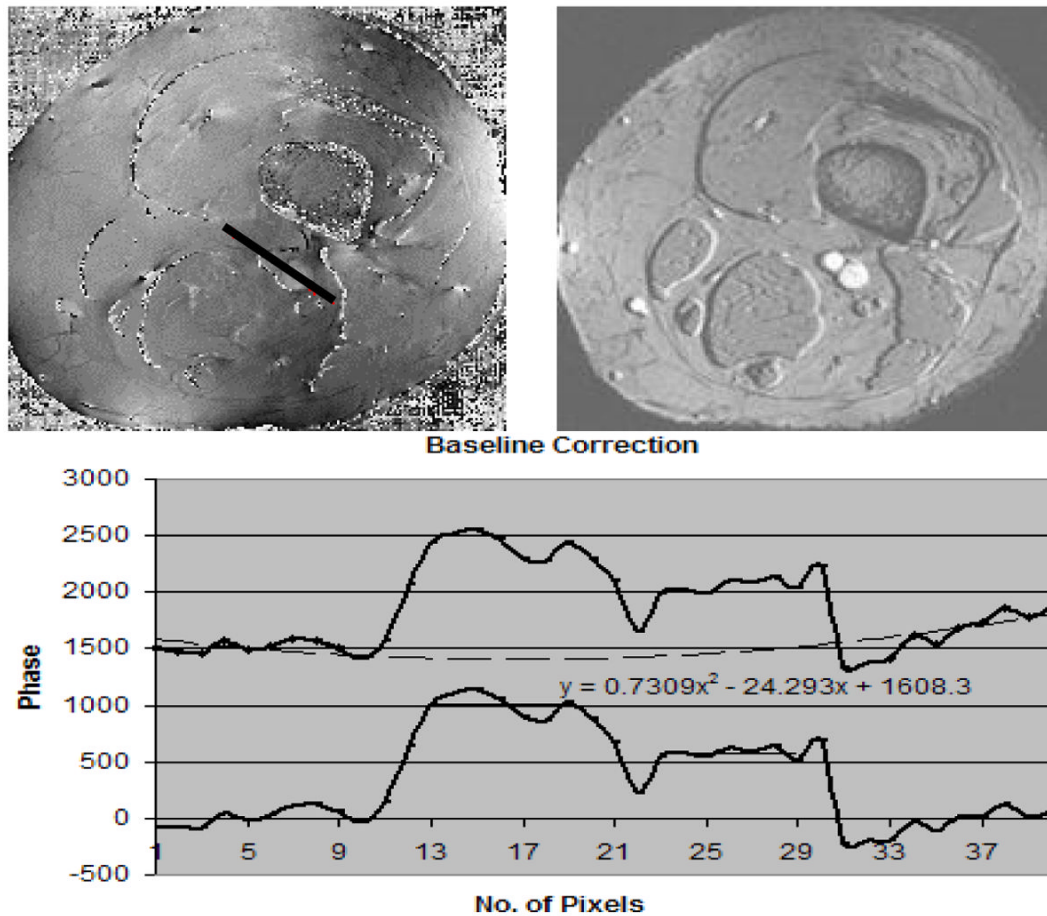 Baseline Correction
3000
2500
2000
1500
1000
500
0
-500
Phase
y = 0.7309x² - 24.293x + 1608.3
1 5 9 13 17 21 25 29 33 37
No. of Pixels